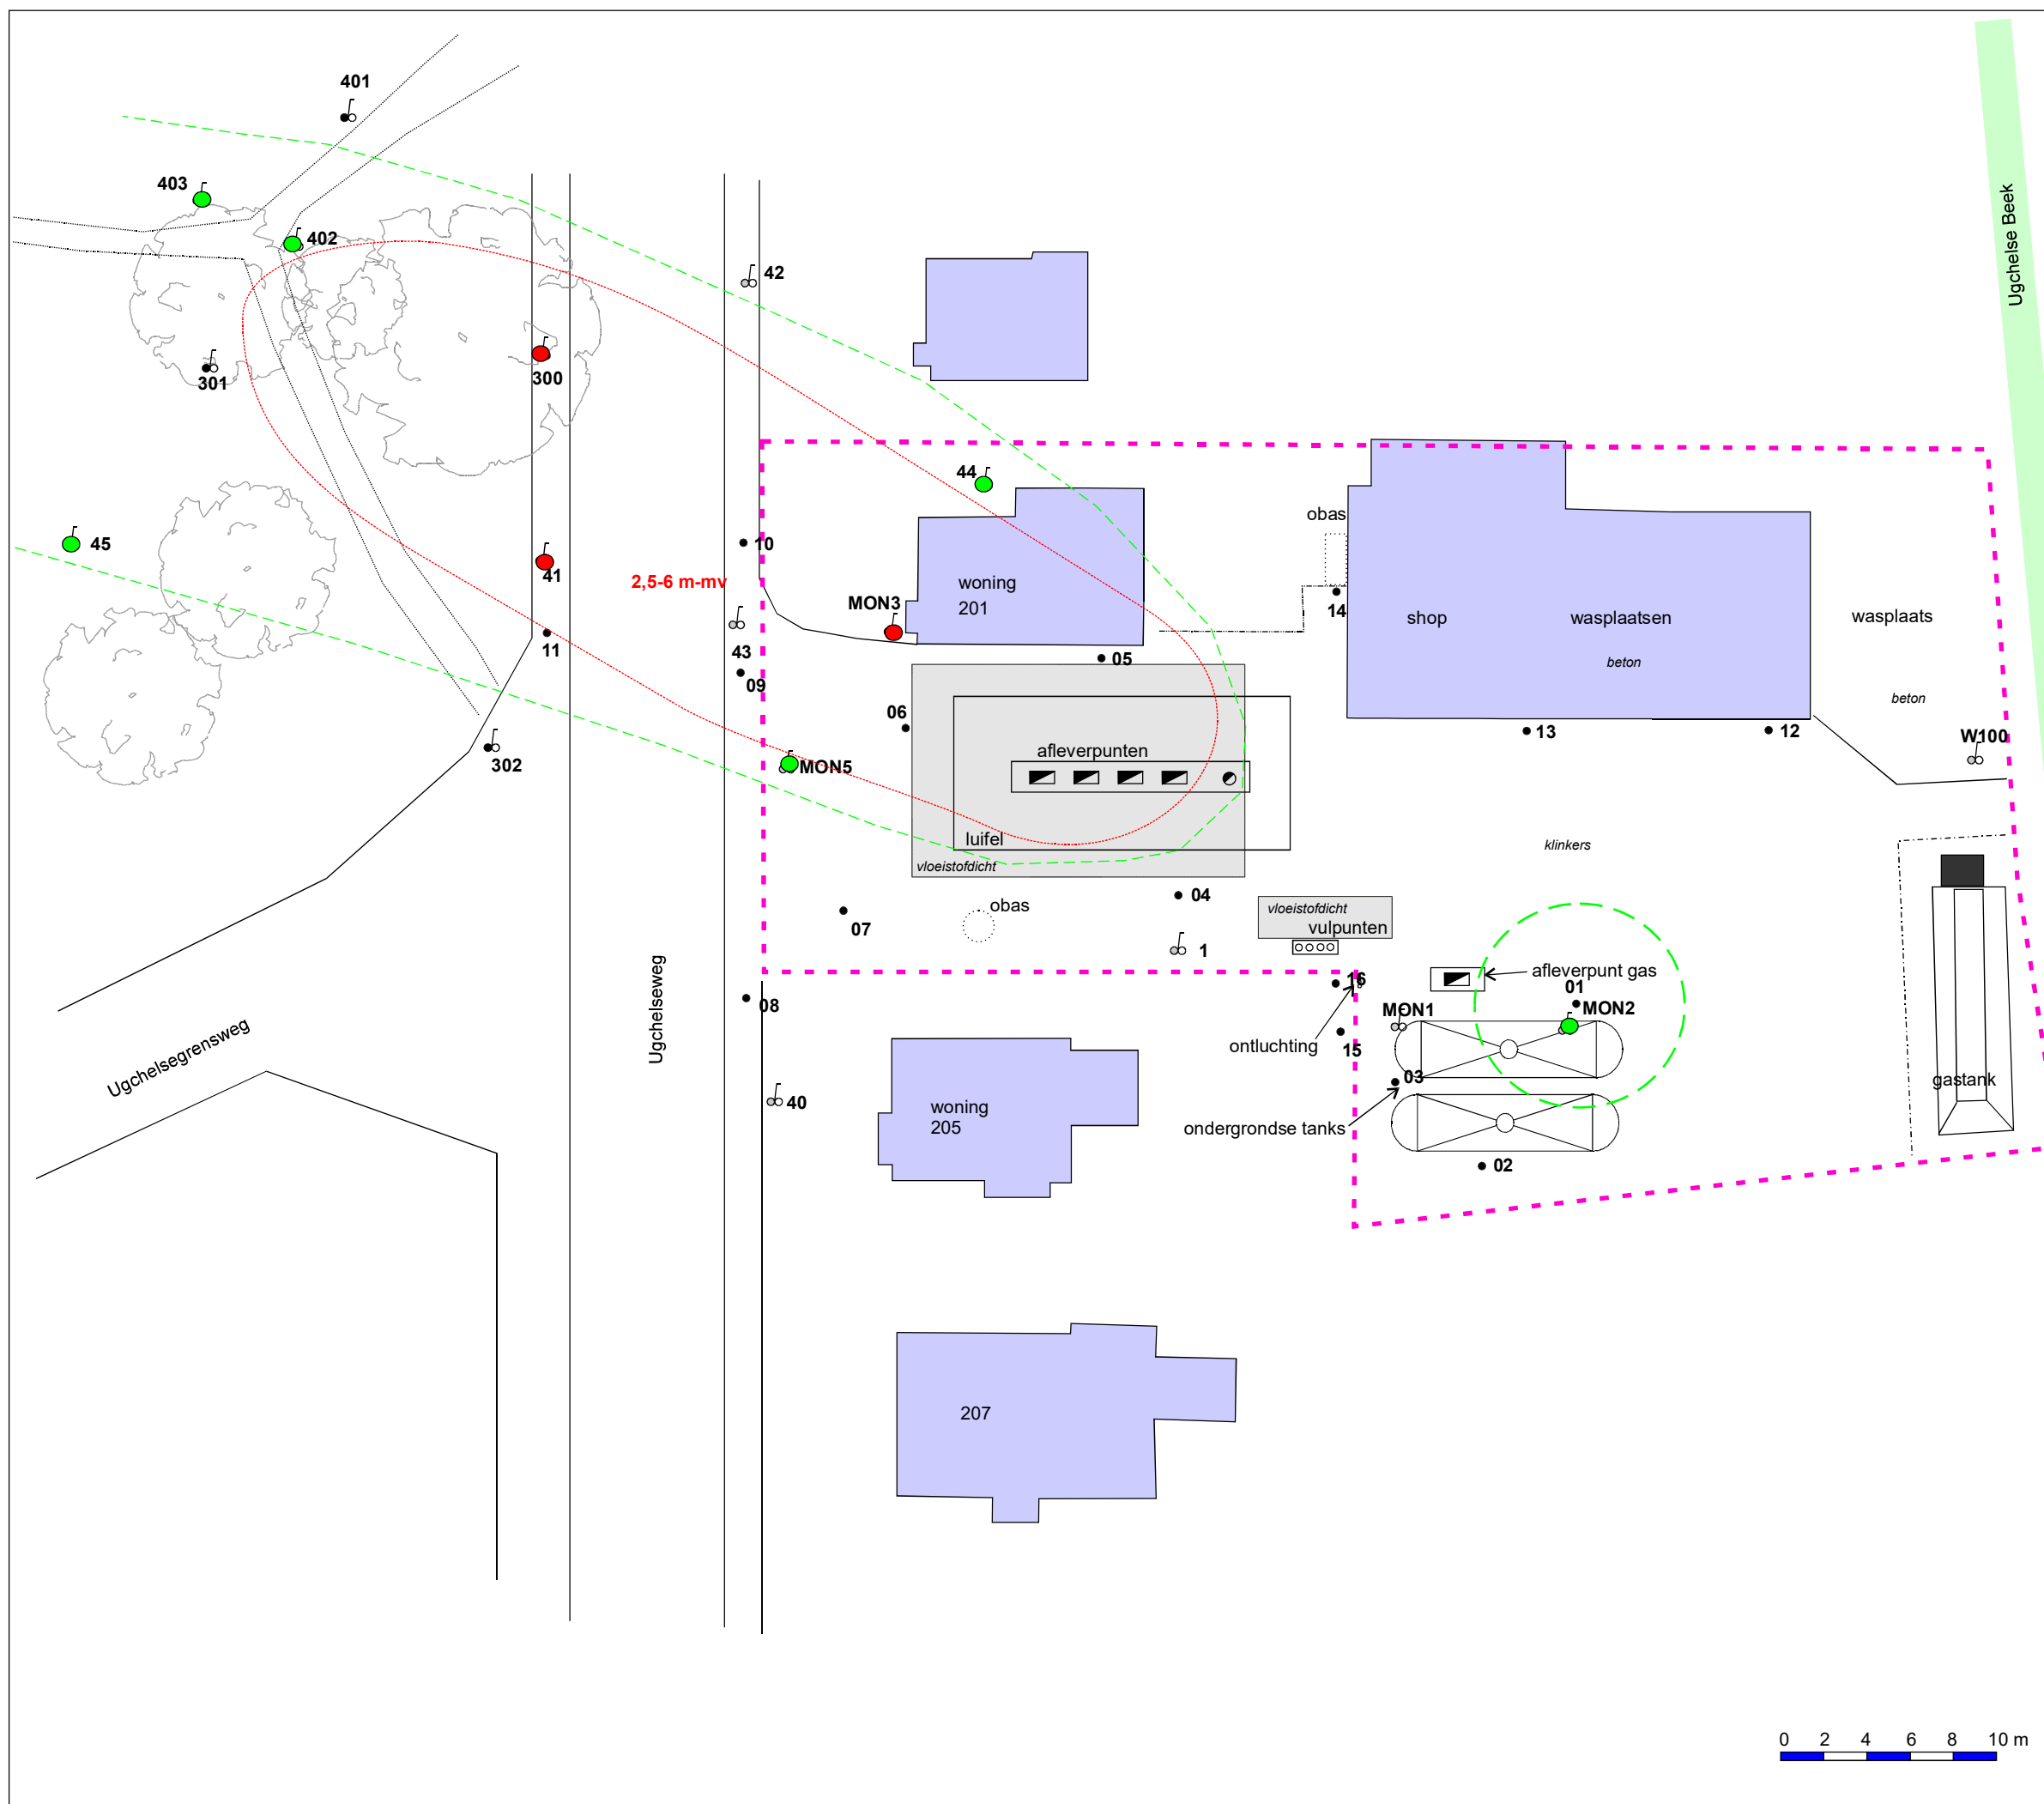 401
403
402
42
Ugchelse Beek
301
300
44
obas
45
10
41
2,5-6 m-mv
woning
201
MON3
14
shop
wasplaatsen
wasplaats
11
43
05
beton
09
beton
06
13
12
W100
302
MON5
afleverpunten
luifel
klinkers
vloeistofdicht
04
obas
vloeistofdicht
07
vulpunten
1
Ugchelseweg
16
afleverpunt gas
01
08
MON1
MON2
ontluchting
15
Ugchelsegrensweg
03
gastank
40
woning
205
ondergrondse tanks
02
207
0 2 4 6 8 10 m